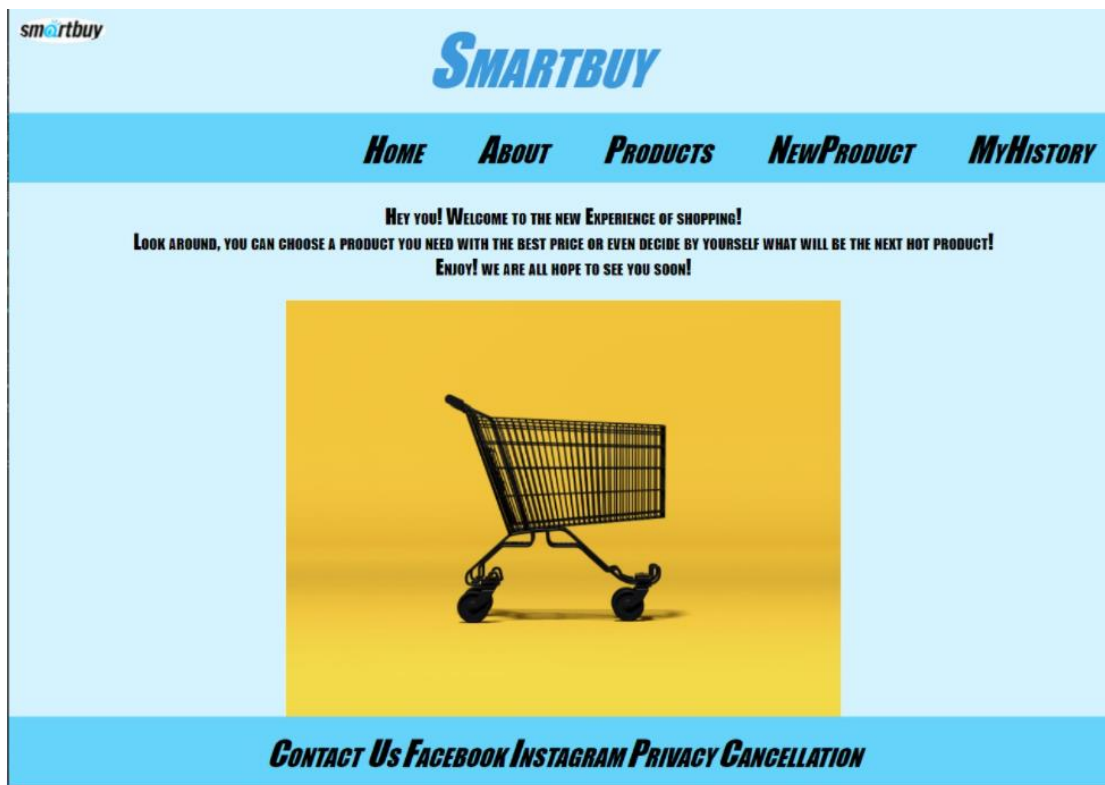 smartbuy
SMARTBUY
HOME ABOUT PRODUCTS NEWPRODUCT MYHISTORY
HEY YOU! WELCOME TO THE NEW EXPERIENCE OF SHOPPING!
LOOK AROUND, YOU CAN CHOOSE A PRODUCT YOU NEED WITH THE BEST PRICE OR EVEN DECIDE BY YOURSELF WHAT WILL BE THE NEXT HOT PRODUCT!
ENJOY! WE ARE ALL HOPE TO SEE YOU SOON!
CONTACT US FACEBOOK INSTAGRAM PRIVACY CANCELLATION